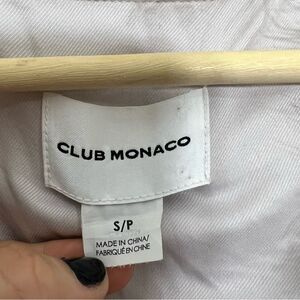 CLUB MONACO
S/P
MADE IN CHINA/
FABRIQUÉ EN CHINE